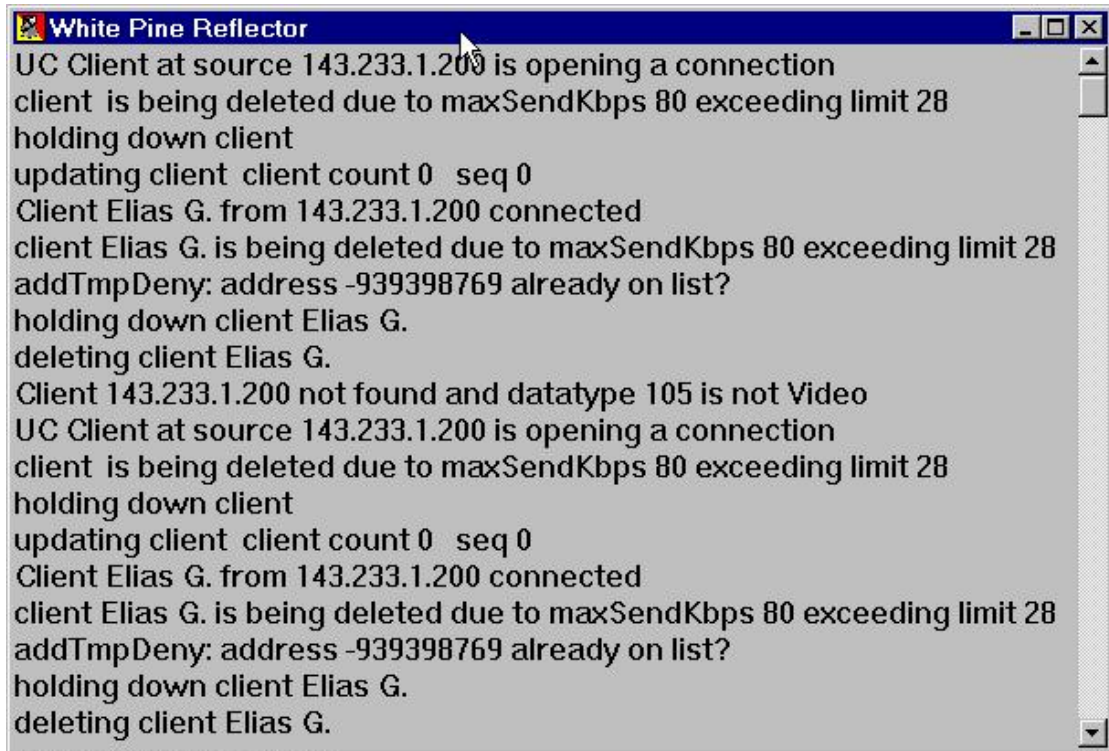 White Pine Reflector
UC Client at source 143.233.1.200 is opening a connection
client  is being deleted due to maxSendKbps 80 exceeding limit 28
holding down client
updating client  client count 0   seq 0
Client Elias G. from 143.233.1.200 connected
client Elias G. is being deleted due to maxSendKbps 80 exceeding limit 28
addTmpDeny: address -939398769 already on list?
holding down client Elias G.
deleting client Elias G.
Client 143.233.1.200 not found and datatype 105 is not Video
UC Client at source 143.233.1.200 is opening a connection
client  is being deleted due to maxSendKbps 80 exceeding limit 28
holding down client
updating client  client count 0   seq 0
Client Elias G. from 143.233.1.200 connected
client Elias G. is being deleted due to maxSendKbps 80 exceeding limit 28
addTmpDeny: address -939398769 already on list?
holding down client Elias G.
deleting client Elias G.